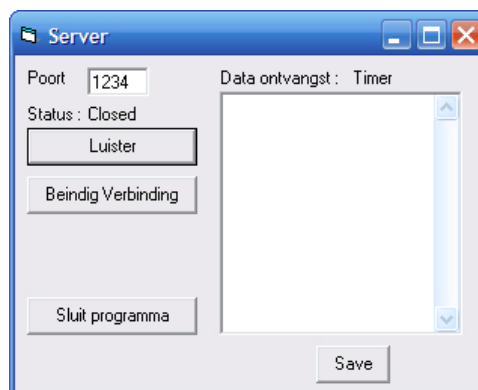 Server
Poort 1234
Status : Closed
Luister
Beindig Verbinding
Sluit programma
Data ontvangst : Timer
Save